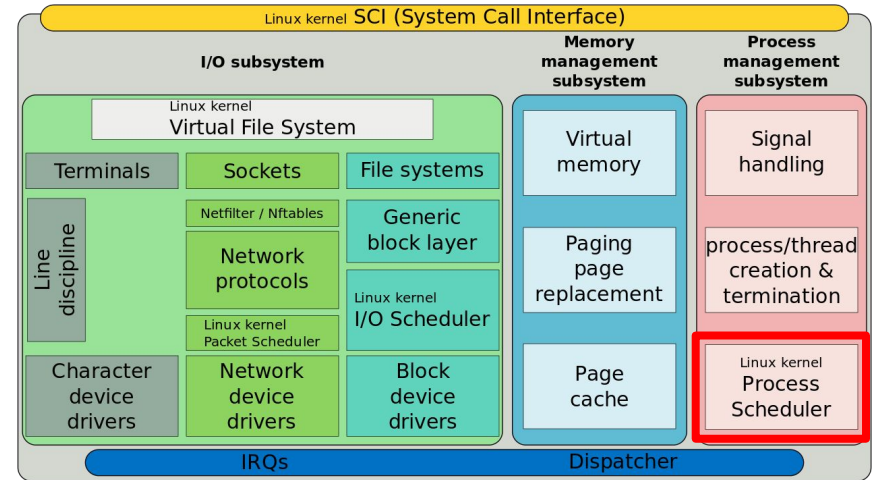 Linux kernel SCI (System Call Interface)
I/O subsystem
Memory
management
subsystem
Process
management
subsystem
Linux kernel
Virtual File System
Terminals
Sockets
File systems
Line
discipline
Netfilter / Nftables
Network
protocols
Linux kernel
Packet Scheduler
Generic
block layer
Linux kernel
I/O Scheduler
Character
device
drivers
Network
device
drivers
Block
device
drivers
Virtual
memory
Paging
page
replacement
Page
cache
Signal
handling
process/thread
creation &
termination
Linux kernel
Process
Scheduler
IRQs
Dispatcher